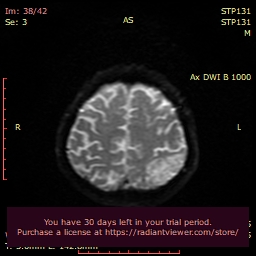 Im: 38/42
Se: 3
AS
STP131
STP131
M
Ax DWI B 1000
R
L
You have 30 days left in your trial period.
Purchase a license at https://radiantviewer.com/store/